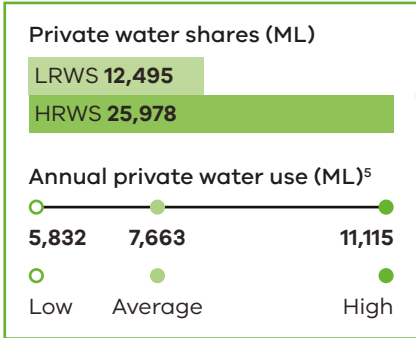 Private water shares (ML)
LRWS 12,495
HRWS 25,978
Annual private water use (ML)⁵
5,832 7,663 11,115
Low Average High